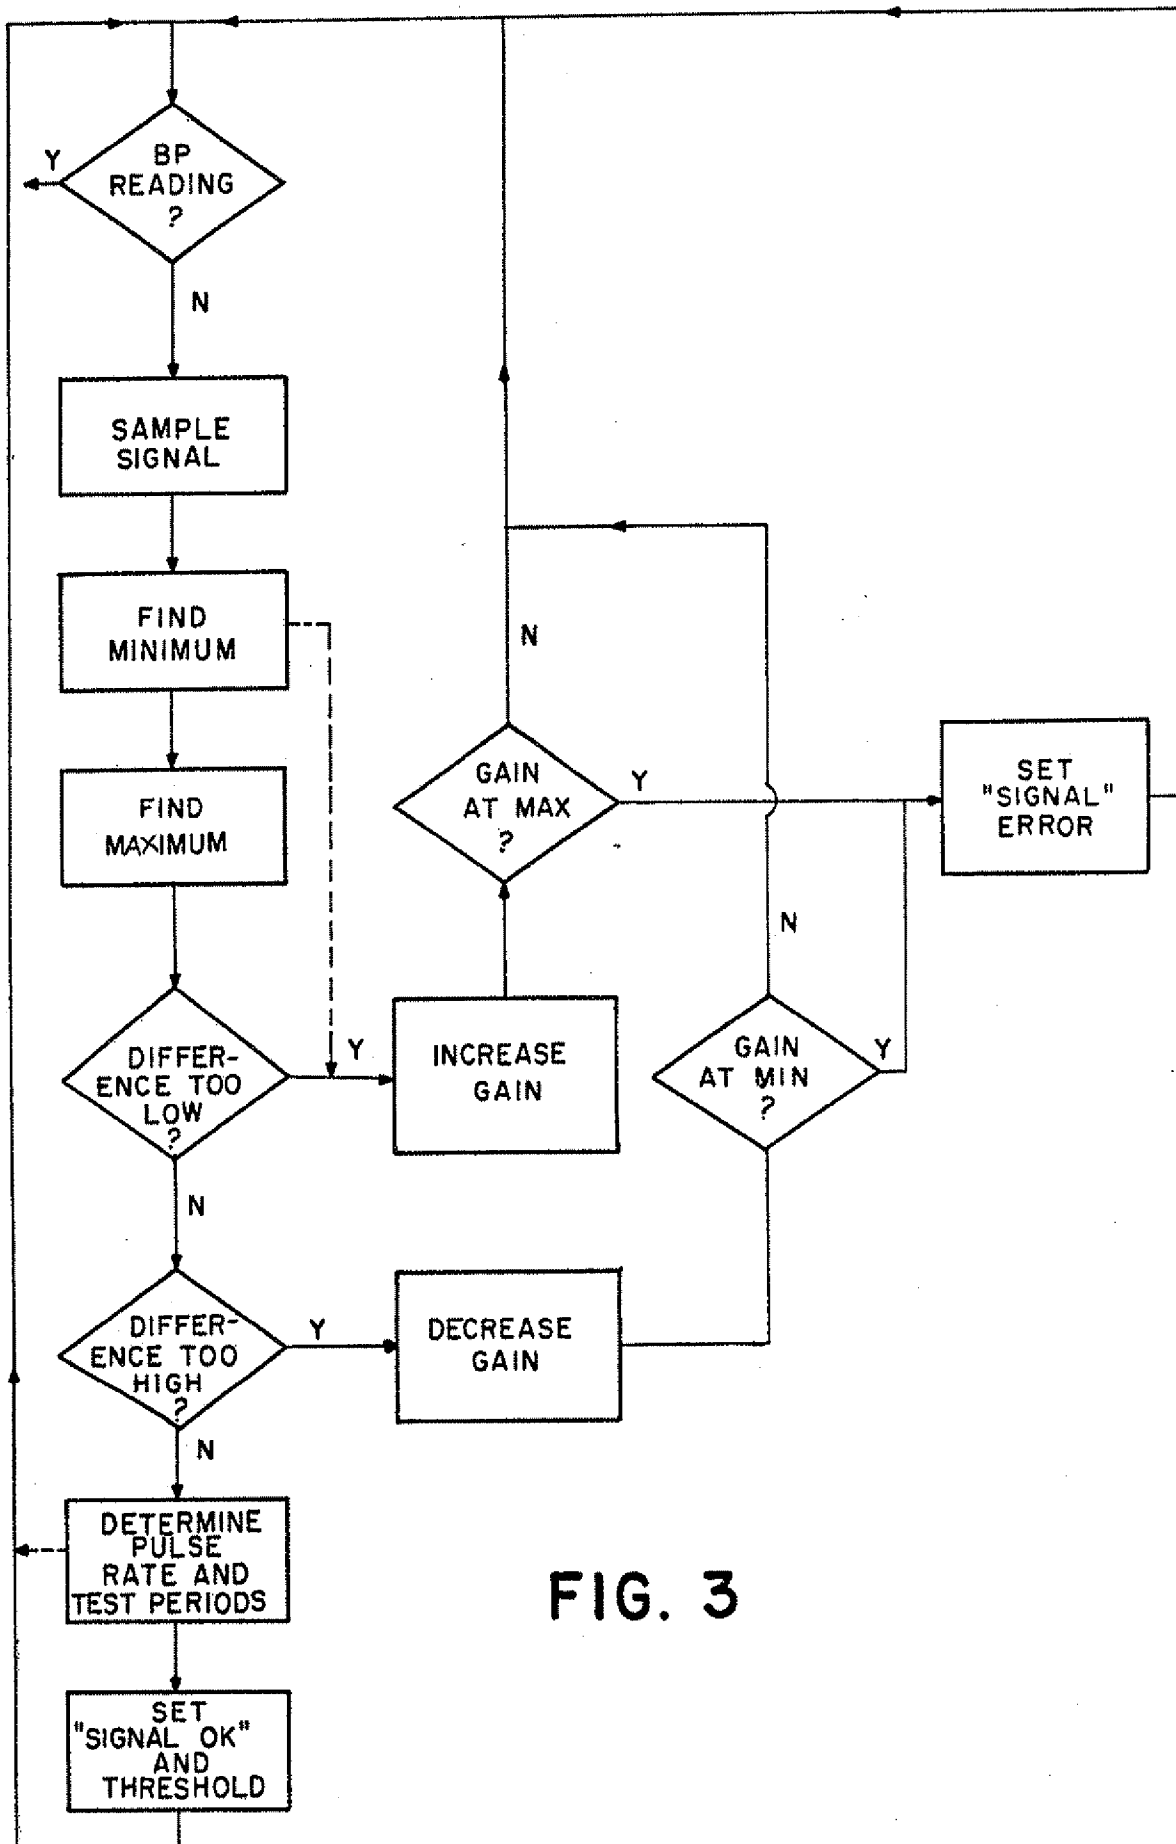 BP
READING
?
Y
N
SAMPLE
SIGNAL
FIND
MINIMUM
FIND
MAXIMUM
DIFFER-
ENCE TOO
LOW
?
Y
N
INCREASE
GAIN
GAIN
AT MAX
?
N
Y
SET
"SIGNAL"
ERROR
GAIN
AT MIN
?
N
Y
DIFFER-
ENCE TOO
HIGH
?
Y
N
DECREASE
GAIN
DETERMINE
PULSE
RATE AND
TEST PERIODS
SET
"SIGNAL OK"
AND
THRESHOLD
FIG. 3